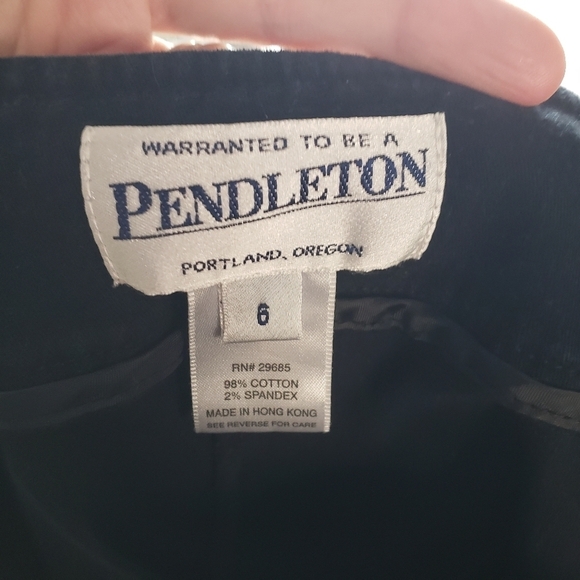 WARRANTED TO BE A
PENDLETON
PORTLAND, OREGON
6
RN# 29685
98% COTTON
2% SPANDEX
MADE IN HONG KONG
SEE REVERSE FOR CARE